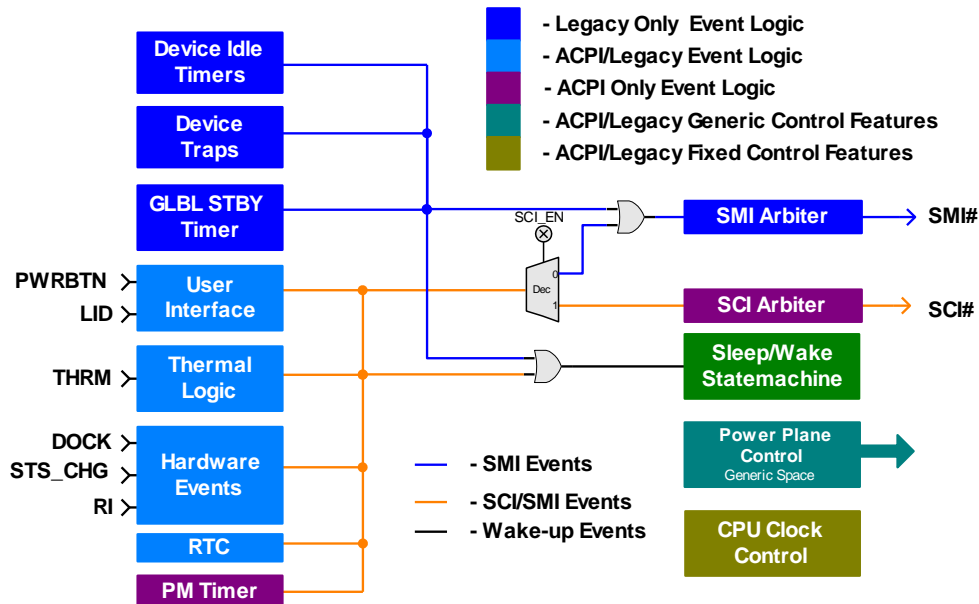 - Legacy Only Event Logic
- ACPI/Legacy Event Logic
- ACPI Only Event Logic
- ACPI/Legacy Generic Control Features
- ACPI/Legacy Fixed Control Features
Device Idle
Timers
Device
Traps
GLBL STBY
Timer
SCI_EN
SMI Arbiter
SMI#
PWRBTN
LID
User
Interface
0
Dec
1
SCI Arbiter
SCI#
THRM
Thermal
Logic
Sleep/Wake
Statemachine
DOCK
STS_CHG
RI
Hardware
Events
- SMI Events
- SCI/SMI Events
- Wake-up Events
Power Plane
Control
Generic Space
RTC
CPU Clock
Control
PM Timer